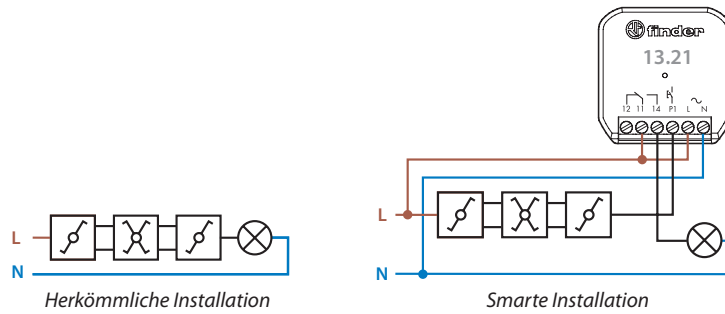 finder
13.21
12 11 14 P1 L N
L
N
Herkömmliche Installation
L
N
Smarte Installation